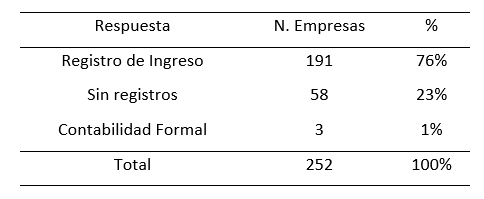 Respuesta N. Empresas %
Registro de Ingreso 191 76%
Sin registros 58 23%
Contabilidad Formal 3 1%
Total 252 100%